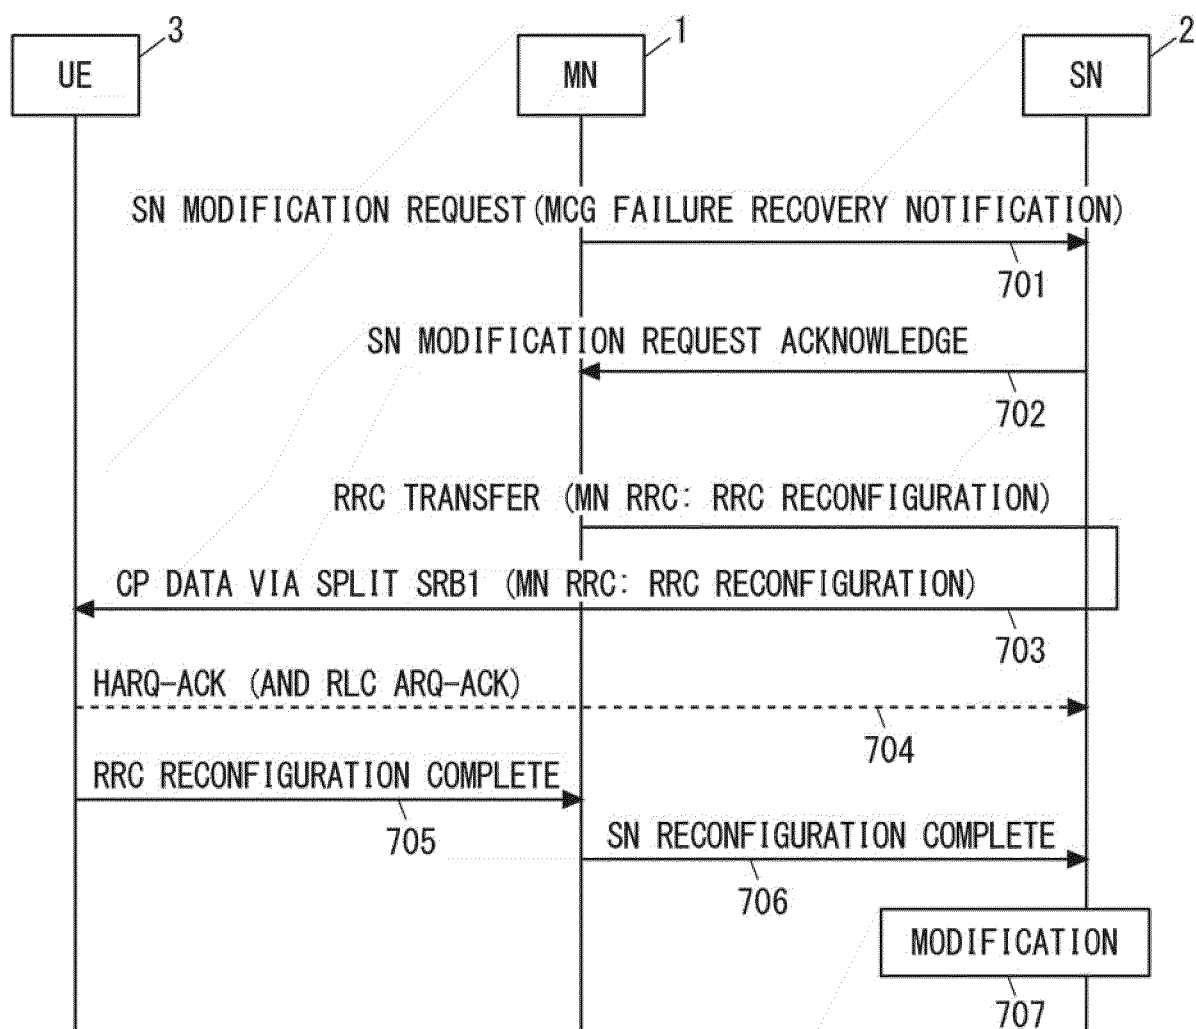 3
1
2
UE
MN
SN
SN MODIFICATION REQUEST(MCG FAILURE RECOVERY NOTIFICATION)
701
SN MODIFICATION REQUEST ACKNOWLEDGE
702
RRC TRANSFER (MN RRC: RRC RECONFIGURATION)
CP DATA VIA SPLIT SRB1 (MN RRC: RRC RECONFIGURATION)
703
HARQ-ACK (AND RLC ARQ-ACK)
704
RRC RECONFIGURATION COMPLETE
705
SN RECONFIGURATION COMPLETE
706
MODIFICATION
707